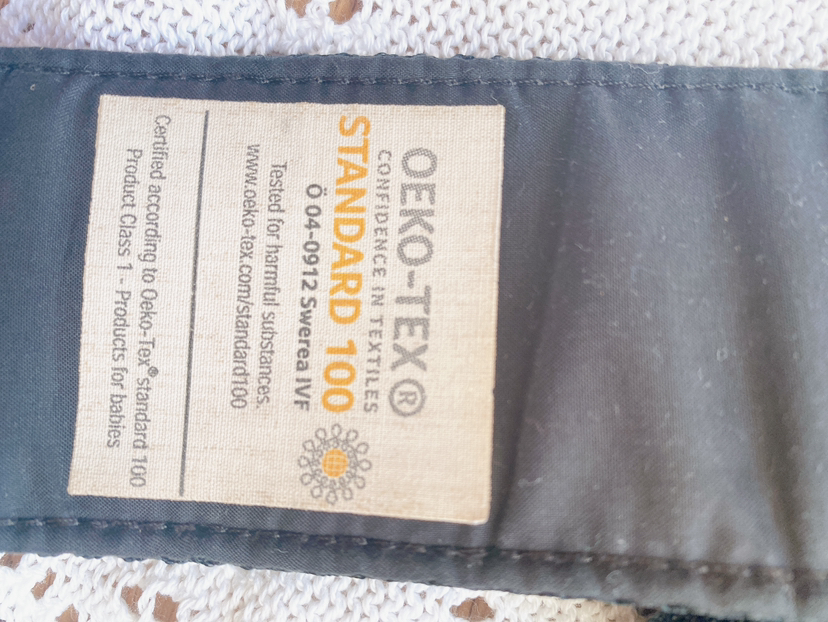 OEKO-TEX®
CONFIDENCE IN TEXTILES
STANDARD 100
Ö 04-0912 Swerea IVF
Tested for harmful substances.
www.oeko-tex.com/standard100
Certified according to Oeko-Tex® standard 100
Product Class 1 - Products for babies